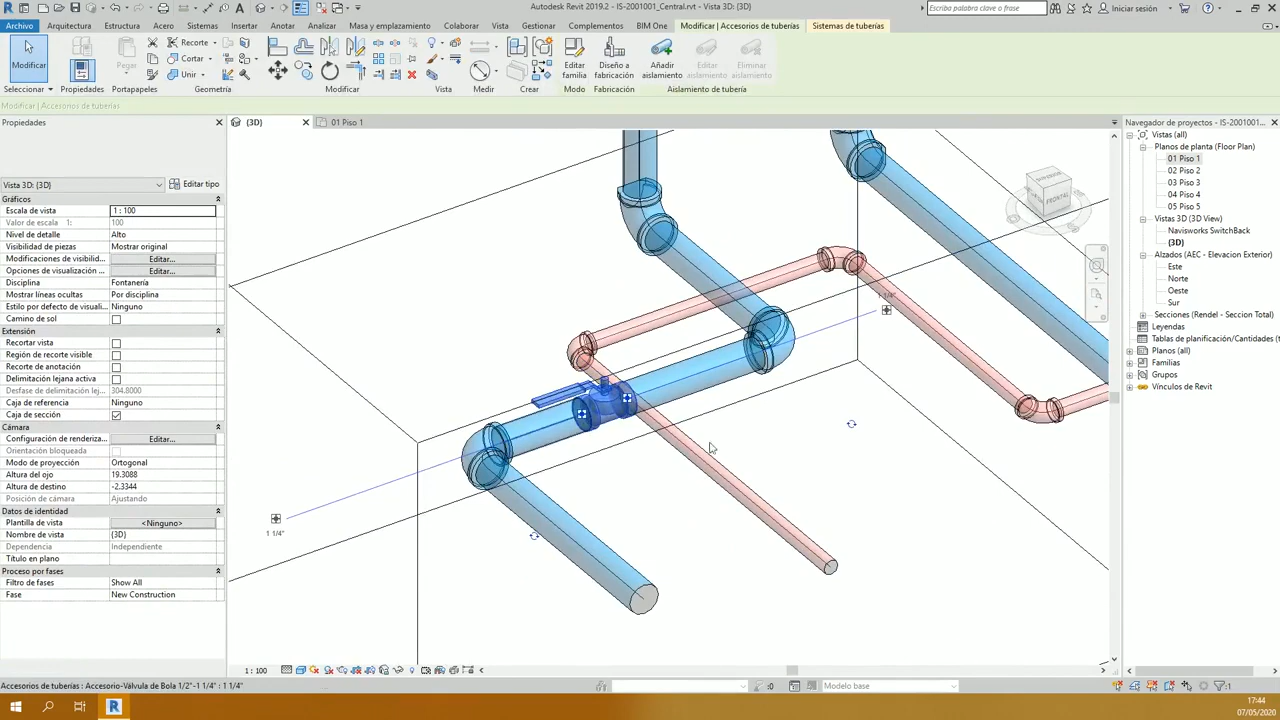 Autodesk Revit 2019.2 - IS-2001001_Central.rvt - Vista 3D: {3D}
Escriba palabra clave o frase
Iniciar sesión
Archivo
Arquitectura
Estructura
Acero
Sistemas
Insertar
Anotar
Analizar
Masa y emplazamiento
Colaborar
Vista
Gestionar
Complementos
BIM One
Modificar | Accesorios de tuberías
Sistemas de tuberías
Modificar
Propiedades
Pegar
Recorte
Cortar
Unir
Editar familia
Diseño a fabricación
Añadir aislamiento
Editar aislamiento
Eliminar aislamiento
Seleccionar
Propiedades
Portapapeles
Geometría
Modificar
Vista
Medir
Crear
Modo
Fabricación
Aislamiento de tubería
Modificar | Accesorios de tuberías
Propiedades
{3D}
01 Piso 1
Navegador de proyectos - IS-2001001...
Vista 3D: {3D}
Editar tipo
Gráficos
Escala de vista 1 : 100
Valor de escala 1: 100
Nivel de detalle Alto
Visibilidad de piezas Mostrar original
Modificaciones de visibilid... Editar...
Opciones de visualización ... Editar...
Disciplina Fontanería
Mostrar líneas ocultas Por disciplina
Estilo por defecto de visuali... Ninguno
Camino de sol
Extensión
Recortar vista
Región de recorte visible
Recorte de anotación
Delimitación lejana activa
Desfase de delimitación lej... 304.8000
Caja de referencia Ninguno
Caja de sección
Cámara
Configuración de renderiza... Editar...
Orientación bloqueada
Modo de proyección Ortogonal
Altura del ojo 19.3088
Altura de destino -2.3344
Posición de cámara Ajustando
Datos de identidad
Plantilla de vista <Ninguno>
Nombre de vista {3D}
Dependencia Independiente
Título en plano
Proceso por fases
Filtro de fases Show All
Fase New Construction
1 1/4"
1 1/4"
SUPERIOR
FRONTAL
Vistas (all)
Planos de planta (Floor Plan)
01 Piso 1
02 Piso 2
03 Piso 3
04 Piso 4
05 Piso 5
Vistas 3D (3D View)
Navisworks SwitchBack
{3D}
Alzados (AEC - Elevacion Exterior)
Este
Norte
Oeste
Sur
Secciones (Rendel - Seccion Total)
Leyendas
Tablas de planificación/Cantidades (t
Planos (all)
Familias
Grupos
Vínculos de Revit
1 : 100
Accesorios de tuberías : Accesorio-Válvula de Bola 1/2"-1 1/4" : 1 1/4"
:0
Modelo base
:1
17:44
07/05/2020